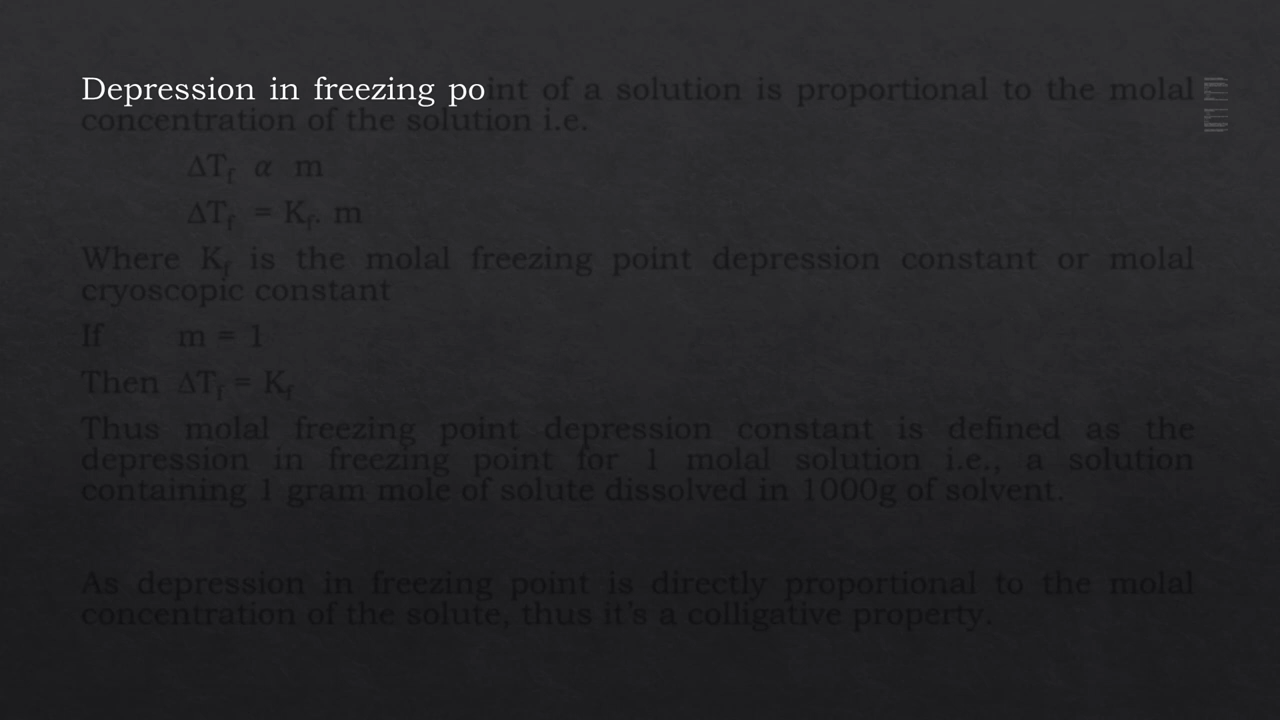 Depression in freezing point of a solution is proportional to the molal
concentration of the solution i.e.
ΔTf α m
ΔTf = Kf. m
Where Kf is the molal freezing point depression constant or molal
cryoscopic constant
If m = 1
Then ΔTf = Kf
Thus molal freezing point depression constant is defined as the
depression in freezing point for 1 molal solution i.e., a solution
containing 1 gram mole of solute dissolved in 1000g of solvent.
As depression in freezing point is directly proportional to the molal
concentration of the solute, thus it's a colligative property.